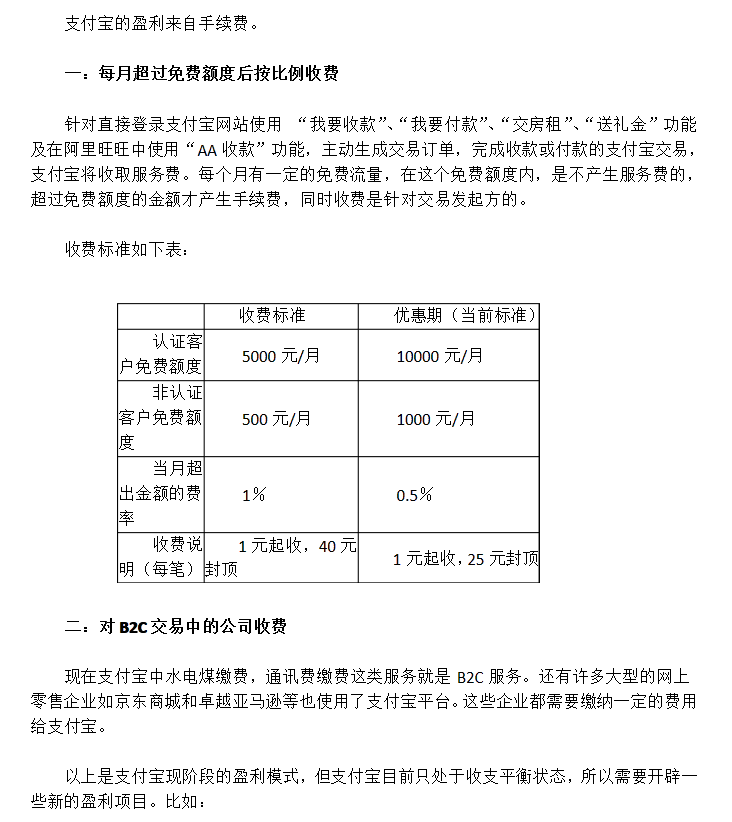 支付宝的盈利来自手续费。
一：每月超过免费额度后按比例收费
针对直接登录支付宝网站使用 “我要收款”、“我要付款”、“交房租”、“送礼金”功能
及在阿里旺旺中使用“AA 收款”功能，主动生成交易订单，完成收款或付款的支付宝交易，
支付宝将收取服务费。每个月有一定的免费流量，在这个免费额度内，是不产生服务费的，
超过免费额度的金额才产生手续费，同时收费是针对交易发起方的。
收费标准如下表：
收费标准 优惠期（当前标准）
认证客
户免费额度
5000 元/月 10000 元/月
非认证
客户免费额
度
500 元/月 1000 元/月
当月超
出金额的费
率
1％ 0.5％
收费说
明（每笔）
1 元起收，40 元
封顶
1 元起收，25 元封顶
二：对 B2C 交易中的公司收费
现在支付宝中水电煤缴费，通讯费缴费这类服务就是 B2C 服务。还有许多大型的网上
零售企业如京东商城和卓越亚马逊等也使用了支付宝平台。这些企业都需要缴纳一定的费用
给支付宝。
以上是支付宝现阶段的盈利模式，但支付宝目前只处于收支平衡状态，所以需要开辟一
些新的盈利项目。比如：